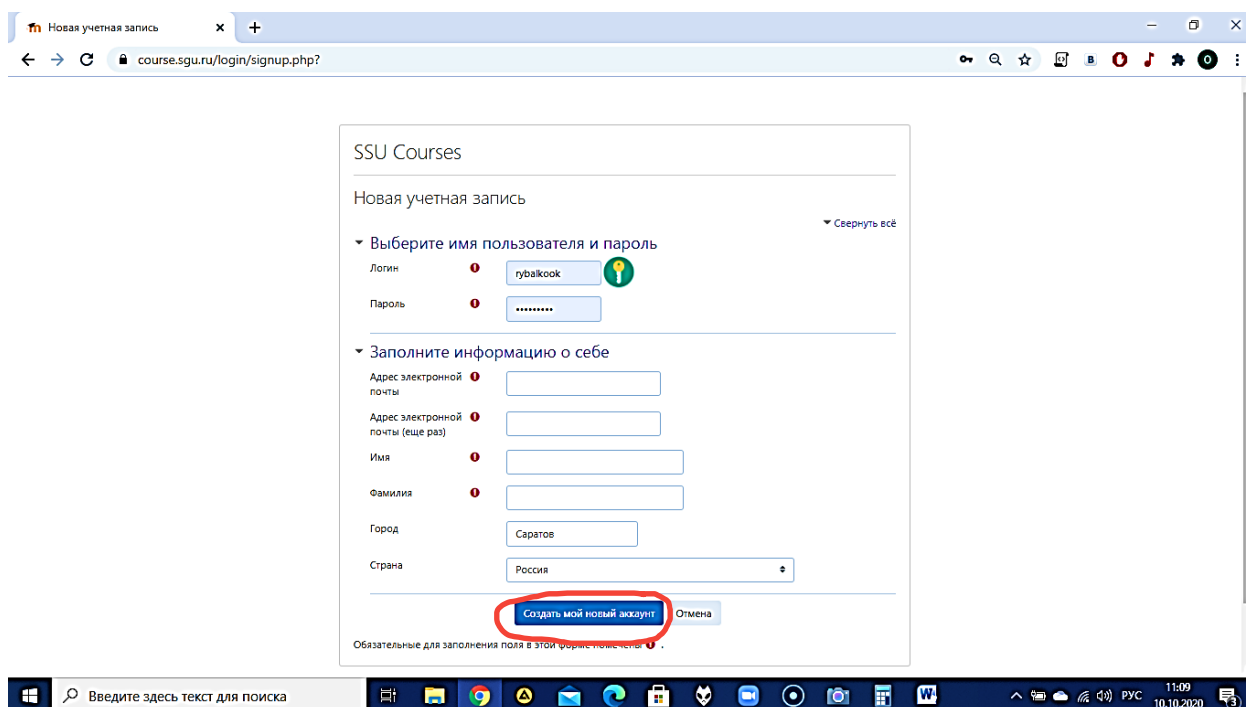 Новая учетная запись
course.sgu.ru/login/signup.php?
SSU Courses
Новая учетная запись
Свернуть всё
Выберите имя пользователя и пароль
Логин
rybalkook
Пароль
•••••••••
Заполните информацию о себе
Адрес электронной
почты
Адрес электронной
почты (еще раз)
Имя
Фамилия
Город
Саратов
Страна
Россия
Создать мой новый аккаунт Отмена
Обязательные для заполнения поля в этой форме помечены .
Введите здесь текст для поиска
РУС
11:09
10.10.2020